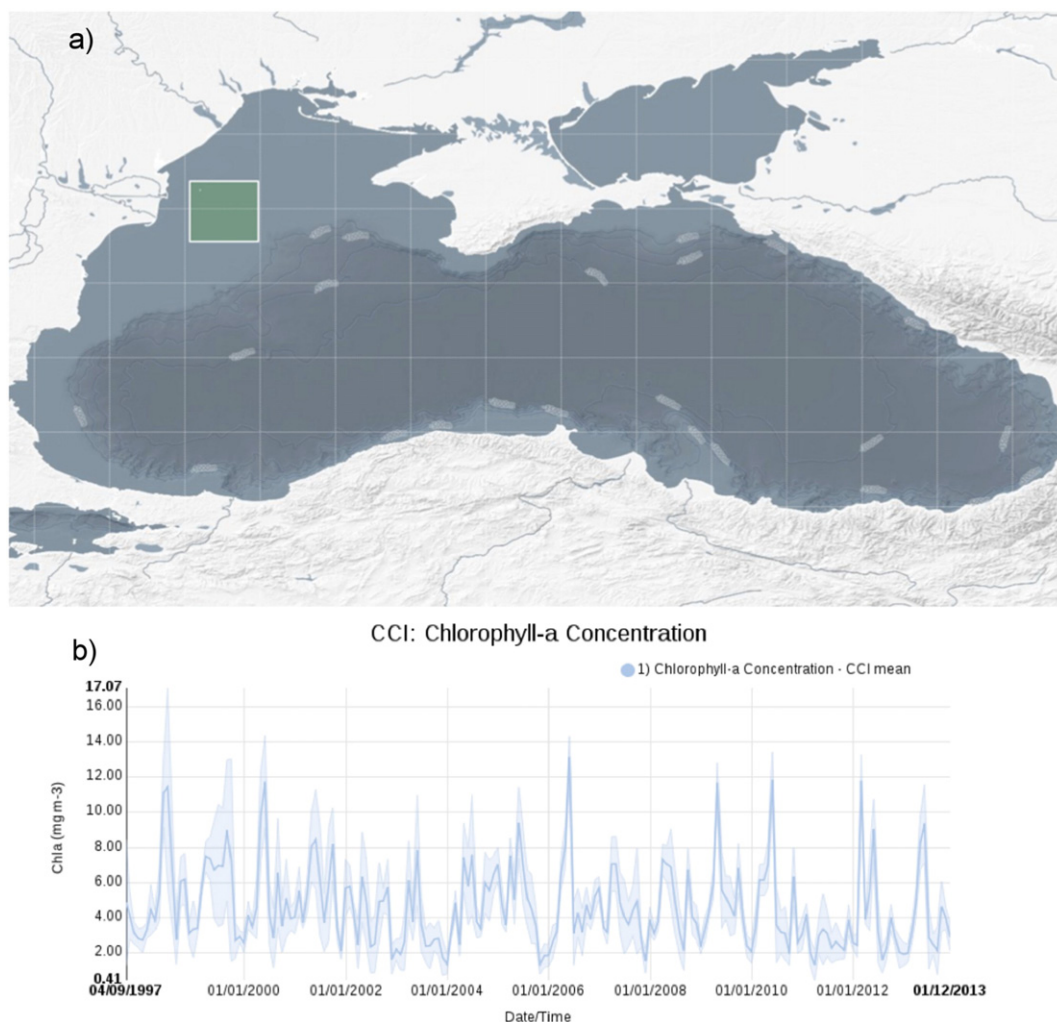 a)
CCI: Chlorophyll-a Concentration
b)
1) Chlorophyll-a Concentration - CCI mean
17.07
16.00
14.00
12.00
10.00
8.00
6.00
4.00
2.00
0.41
Chla (mg m-3)
04/09/1997 01/01/2000 01/01/2002 01/01/2004 01/01/2006 01/01/2008 01/01/2010 01/01/2012 01/12/2013
Date/Time